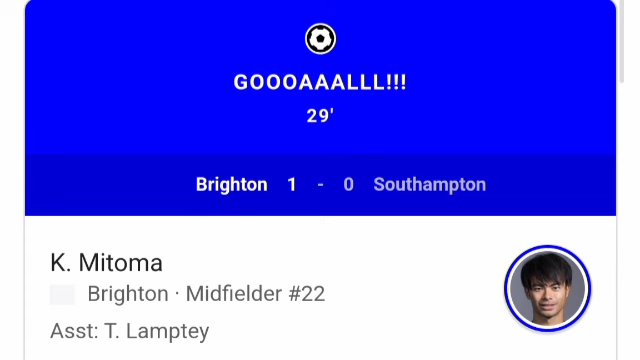 GOOOAAALLL!!!
29'
Brighton 1 - 0 Southampton
K. Mitoma
Brighton · Midfielder #22
Asst: T. Lamptey